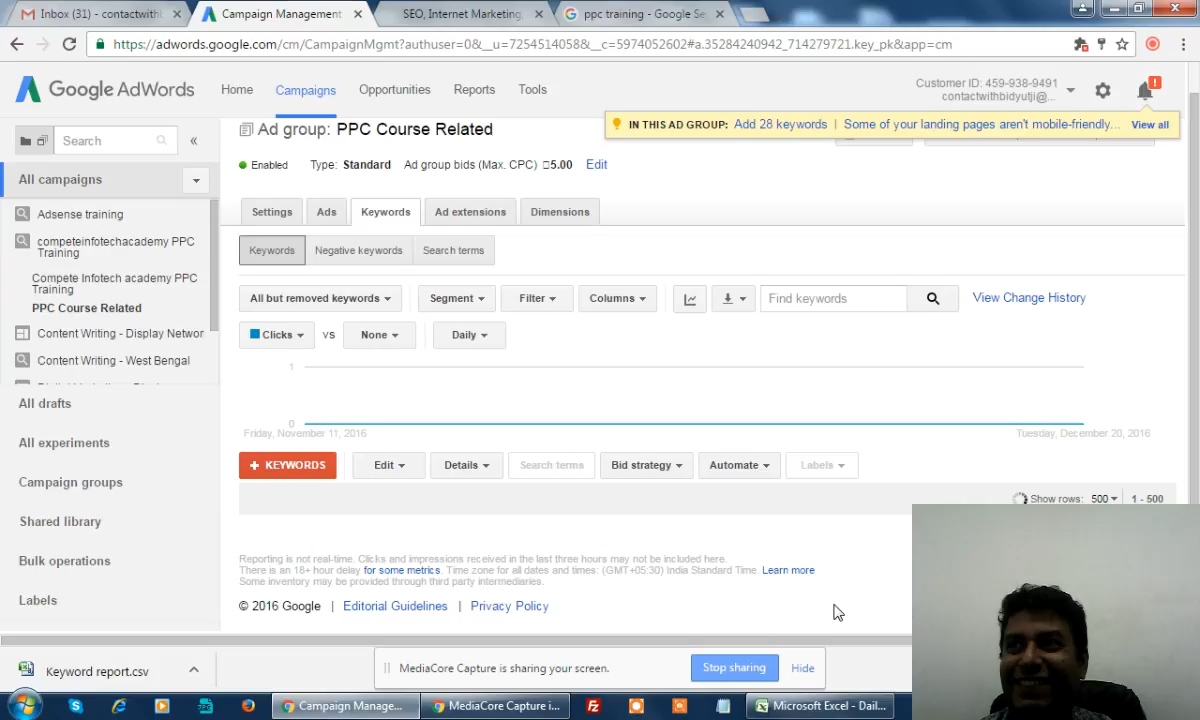 Inbox (31) - contactwithb
Campaign Management
SEO, Internet Marketing,
ppc training - Google Se
https://adwords.google.com/cm/CampaignMgmt?authuser=0&__u=7254514058&__c=5974052602#a.35284240942_714279721.key_pk&app=cm
Google AdWords
Home
Campaigns
Opportunities
Reports
Tools
Customer ID: 459-938-9491
contactwithbidyutji@...
Search
«
Ad group: PPC Course Related
IN THIS AD GROUP: Add 28 keywords | Some of your landing pages aren't mobile-friendly... View all
Enabled Type: Standard Ad group bids (Max. CPC) 5.00 Edit
All campaigns
Adsense training
competeinfotechacademy PPC
Training
Compete Infotech academy PPC
Training
PPC Course Related
Content Writing - Display Networ
Content Writing - West Bengal
All drafts
All experiments
Campaign groups
Shared library
Bulk operations
Labels
Settings
Ads
Keywords
Ad extensions
Dimensions
Keywords
Negative keywords
Search terms
All but removed keywords
Segment
Filter
Columns
Find keywords
View Change History
Clicks
VS
None
Daily
1
0
Friday, November 11, 2016
Tuesday, December 20, 2016
+ KEYWORDS
Edit
Details
Search terms
Bid strategy
Automate
Labels
Show rows: 500
1 - 500
Reporting is not real-time. Clicks and impressions received in the last three hours may not be included here.
There is an 18+ hour delay for some metrics. Time zone for all dates and times: (GMT+05:30) India Standard Time. Learn more
Some inventory may be provided through third party intermediaries.
© 2016 Google | Editorial Guidelines | Privacy Policy
Keyword report.csv
MediaCore Capture is sharing your screen.
Stop sharing
Hide
Campaign Manage...
MediaCore Capture i...
Microsoft Excel - Dail...